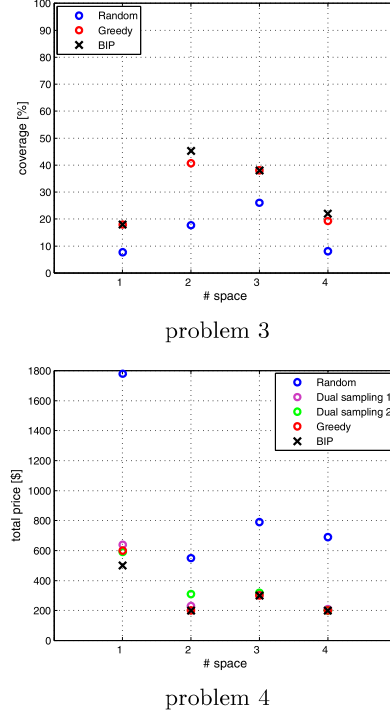 100
90
80
70
60
50
40
30
20
10
0
coverage [%]
Random
Greedy
BIP
1 2 3 4
# space
problem 3
1800
1600
1400
1200
1000
800
600
400
200
0
total price [$]
Random
Dual sampling 1
Dual sampling 2
Greedy
BIP
1 2 3 4
# space
problem 4